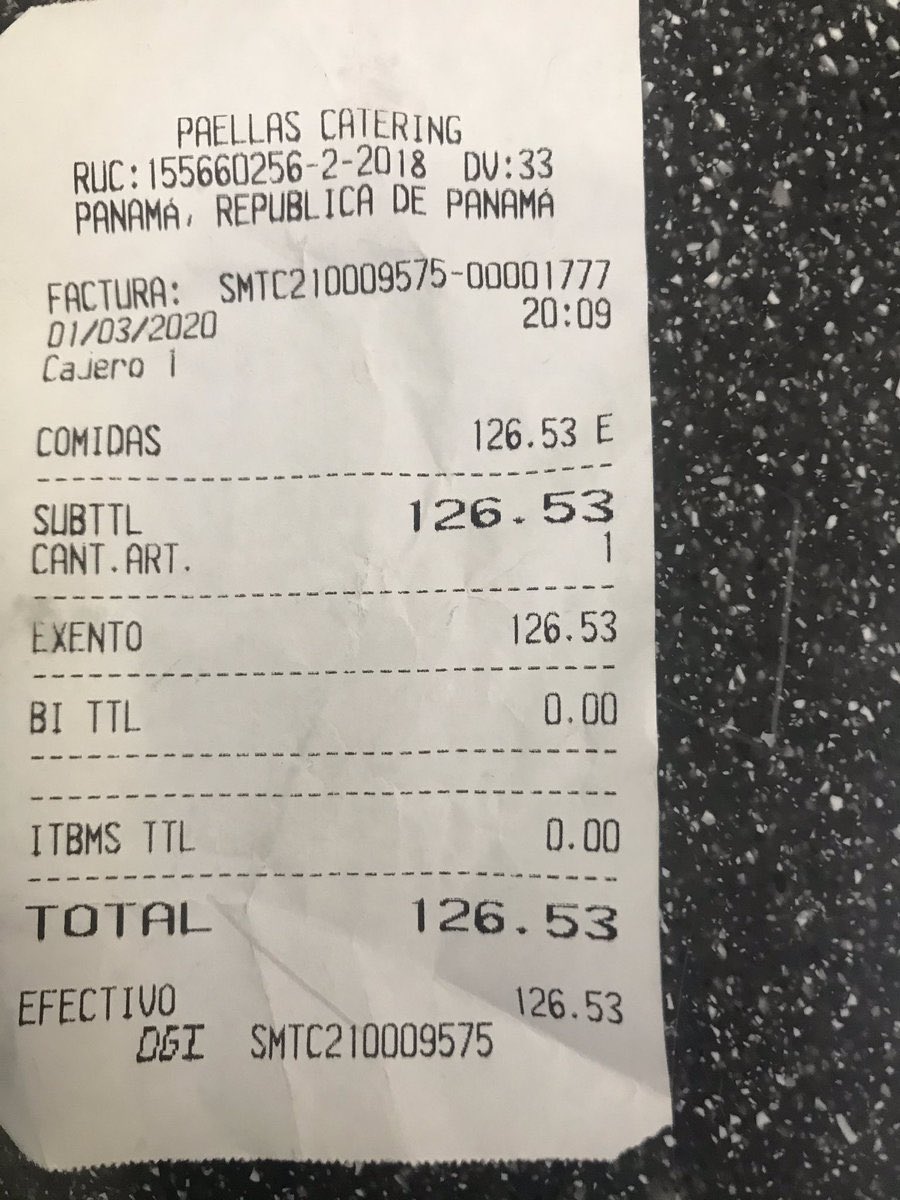 PAELLAS CATERING
RUC:155660256-2-2018 DV:33
PANAMÁ, REPUBLICA DE PANAMÁ
FACTURA: SMTC210009575-00001777
01/03/2020 20:09
Cajero 1
COMIDAS 126.53 E
SUBTTL 126.53
CANT.ART. 1
EXENTO 126.53
BI TTL 0.00
ITBMS TTL 0.00
TOTAL 126.53
EFECTIVO 126.53
DGI SMTC210009575